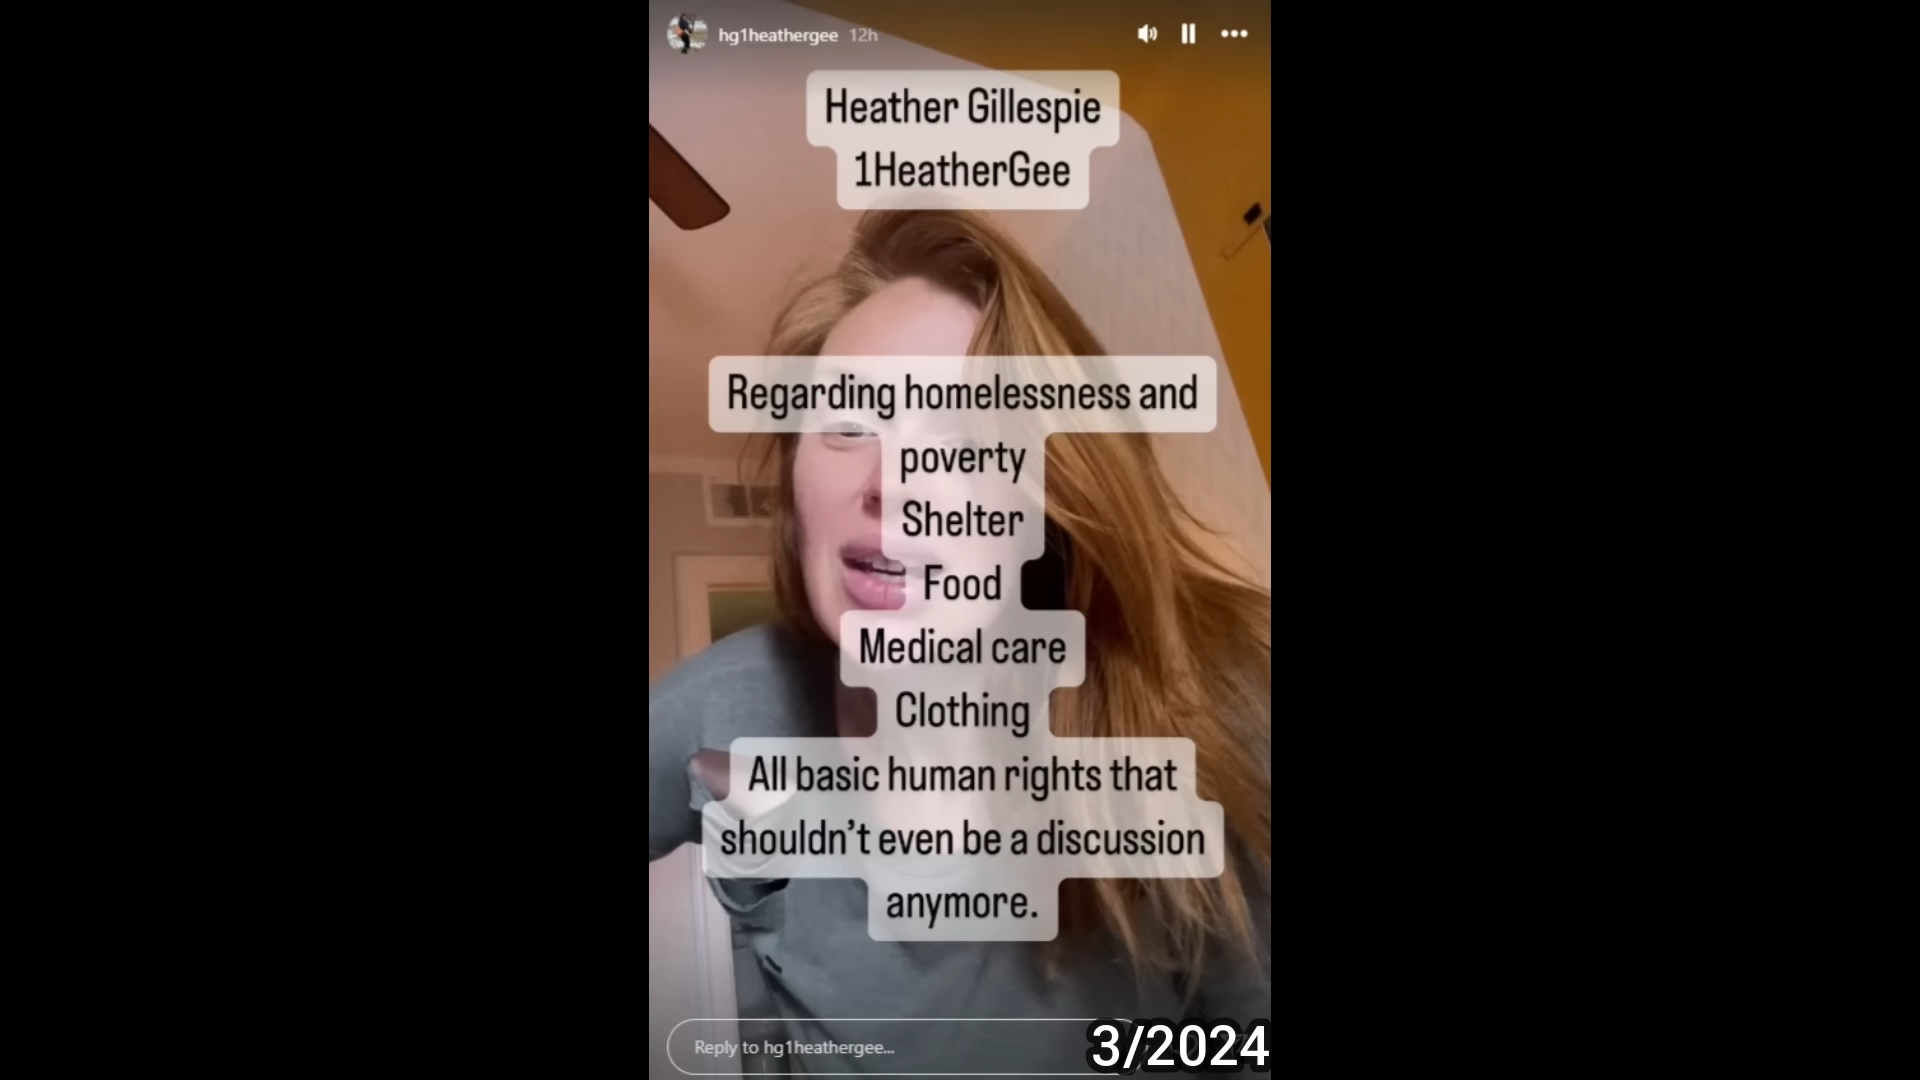 hg1heathergee 12h
Heather Gillespie
1HeatherGee
Regarding homelessness and
poverty
Shelter
Food
Medical care
Clothing
All basic human rights that
shouldn't even be a discussion
anymore.
Reply to hg1heathergee...
3/2024